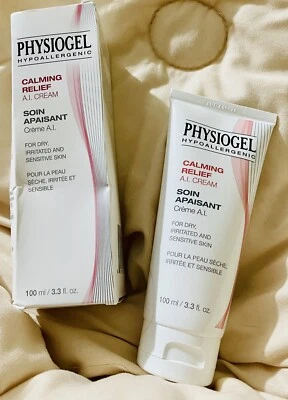 PHYSIOGEL
HYPOALLERGENIC
CALMING
RELIEF
A.I. CREAM
SOIN
APAISANT
Crème A.I.
FOR DRY,
IRRITATED AND
SENSITIVE SKIN
POUR LA PEAU
SÈCHE, IRRITÉE ET
SENSIBLE
100 ml / 3.3 fl. oz.
PHYSIOGEL
HYPOALLERGENIC
CALMING
RELIEF
A.I. CREAM
SOIN
APAISANT
Crème A.I.
FOR DRY,
IRRITATED AND
SENSITIVE SKIN
POUR LA PEAU SÈCHE,
IRRITÉE ET SENSIBLE
100 ml / 3.3 fl. oz.